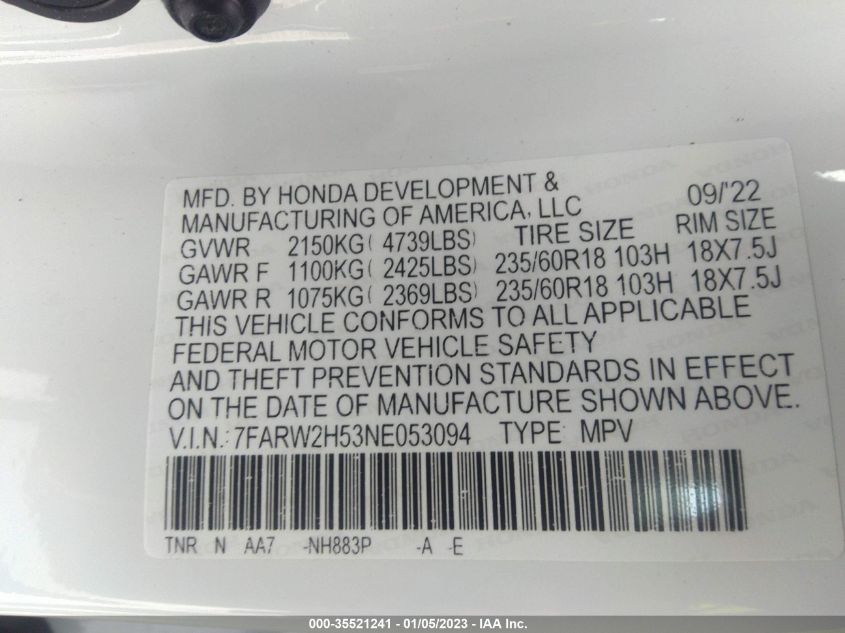 MFD. BY HONDA DEVELOPMENT & 09/'22
MANUFACTURING OF AMERICA, LLC
GVWR 2150KG( 4739LBS) TIRE SIZE RIM SIZE
GAWR F 1100KG( 2425LBS) 235/60R18 103H 18X7.5J
GAWR R 1075KG( 2369LBS) 235/60R18 103H 18X7.5J
THIS VEHICLE CONFORMS TO ALL APPLICABLE
FEDERAL MOTOR VEHICLE SAFETY
AND THEFT PREVENTION STANDARDS IN EFFECT
ON THE DATE OF MANUFACTURE SHOWN ABOVE.
V.I.N.: 7FARW2H53NE053094 TYPE: MPV
TNR N AA7 -NH883P -A -E
000-35521241 - 01/05/2023 - IAA Inc.